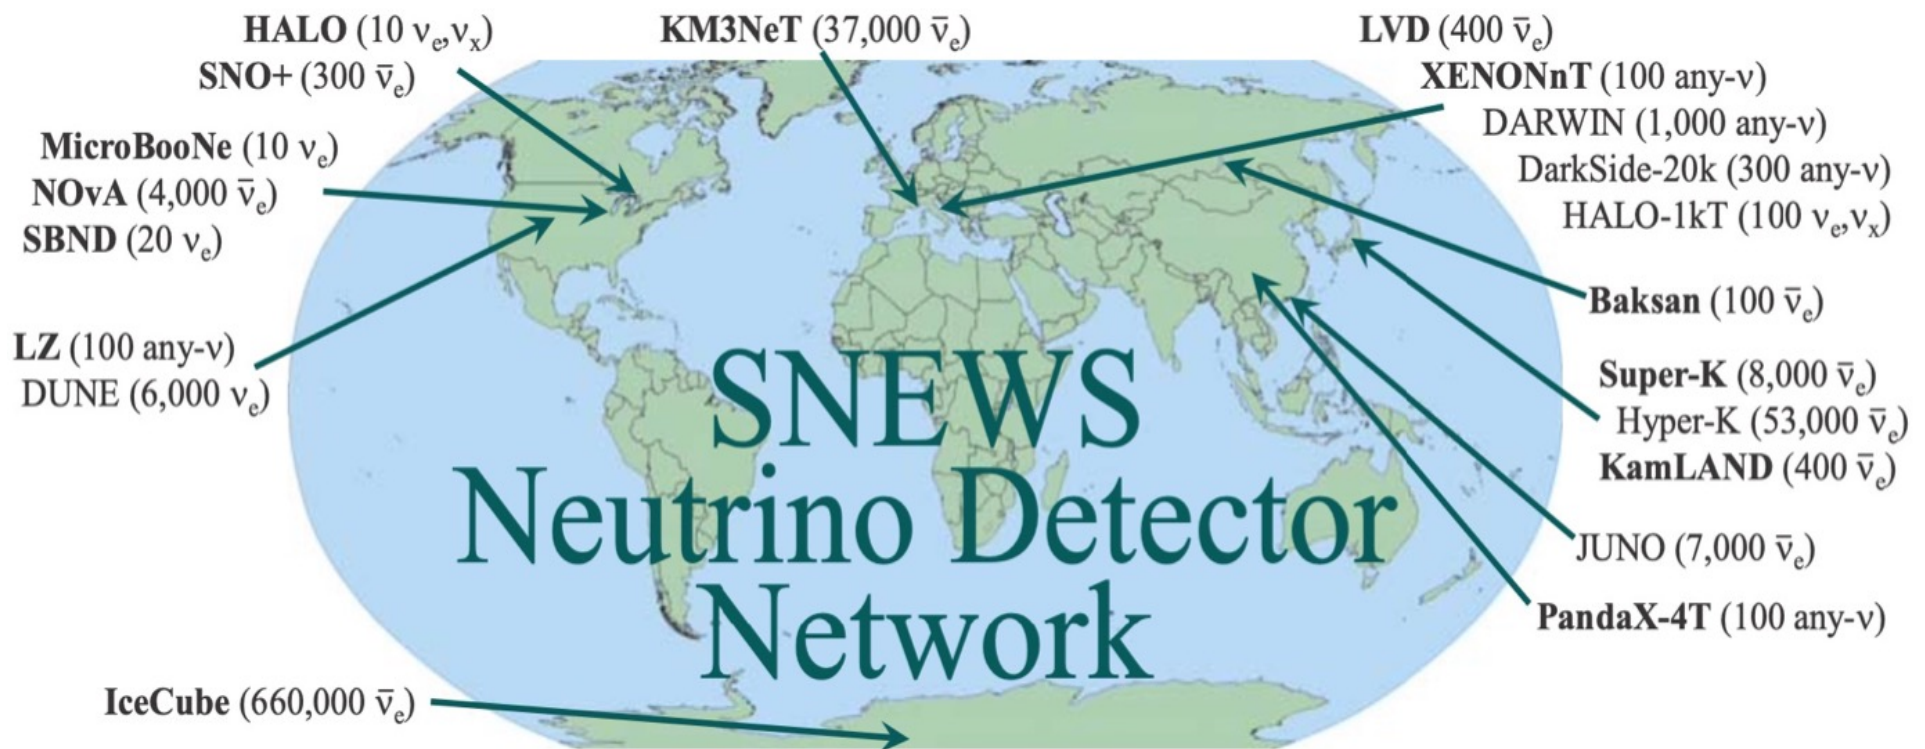 HALO (10 νₑ,νₓ)
SNO+ (300 ν̅ₑ)
MicroBooNe (10 νₑ)
NOvA (4,000 ν̅ₑ)
SBND (20 νₑ)
LZ (100 any-ν)
DUNE (6,000 νₑ)
KM3NeT (37,000 ν̅ₑ)
LVD (400 ν̅ₑ)
XENONnT (100 any-ν)
DARWIN (1,000 any-ν)
DarkSide-20k (300 any-ν)
HALO-1kT (100 νₑ,νₓ)
Baksan (100 ν̅ₑ)
Super-K (8,000 ν̅ₑ)
Hyper-K (53,000 ν̅ₑ)
KamLAND (400 ν̅ₑ)
JUNO (7,000 ν̅ₑ)
PandaX-4T (100 any-ν)
SNEWS
Neutrino Detector
Network
IceCube (660,000 ν̅ₑ)